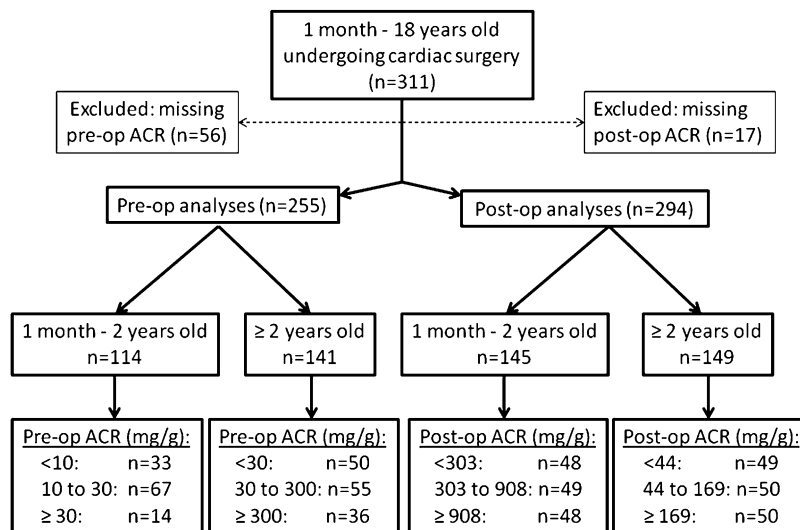 1 month - 18 years old
undergoing cardiac surgery
(n=311)
Excluded: missing
pre-op ACR (n=56)
Excluded: missing
post-op ACR (n=17)
Pre-op analyses (n=255)
Post-op analyses (n=294)
1 month - 2 years old
n=114
≥ 2 years old
n=141
1 month - 2 years old
n=145
≥ 2 years old
n=149
Pre-op ACR (mg/g):
<10: n=33
10 to 30: n=67
≥ 30: n=14
Pre-op ACR (mg/g):
<30: n=50
30 to 300: n=55
≥ 300: n=36
Post-op ACR (mg/g):
<303: n=48
303 to 908: n=49
≥ 908: n=48
Post-op ACR (mg/g):
<44: n=49
44 to 169: n=50
≥ 169: n=50